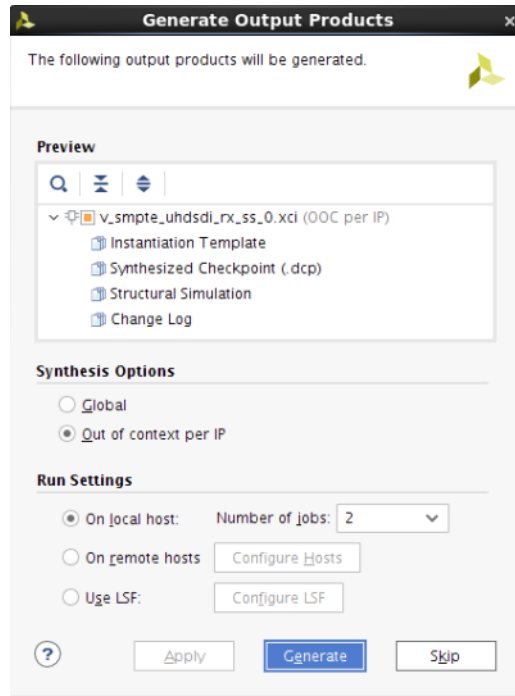 Generate Output Products
The following output products will be generated.
Preview
v_smpte_uhdsdi_rx_ss_0.xci (OOC per IP)
Instantiation Template
Synthesized Checkpoint (.dcp)
Structural Simulation
Change Log
Synthesis Options
Global
Out of context per IP
Run Settings
On local host: Number of jobs: 2
On remote hosts Configure Hosts
Use LSF: Configure LSF
? Apply Generate Skip